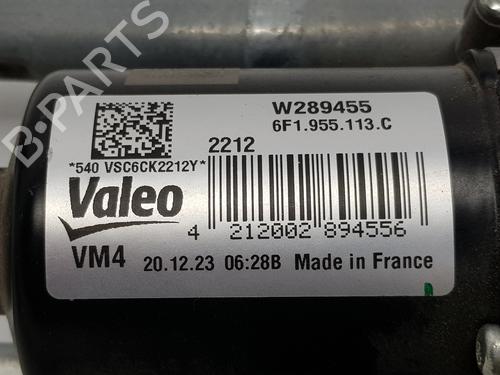 W289455
6F1.955.113.C
2212
*540 VSC6CK2212Y*
Valeo
4 212002 894556
VM4 20.12.23 06:28B Made in France
B-PARTS